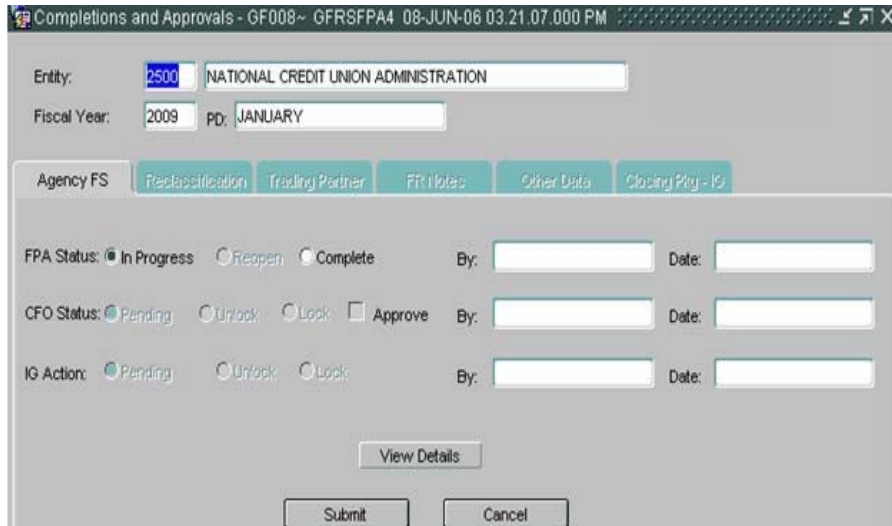 Completions and Approvals - GF008~ GFRSFPA4 08-JUN-06 03.21.07.000 PM
Entity: 2500 NATIONAL CREDIT UNION ADMINISTRATION
Fiscal Year: 2009 PD: JANUARY
Agency FS Reclassification Trading Partner FR Notes Other Data Closing Pkg - IG
FPA Status: In Progress Reopen Complete By: Date:
CFO Status: Pending Unlock Lock Approve By: Date:
IG Action: Pending Unlock Lock By: Date:
View Details
Submit Cancel